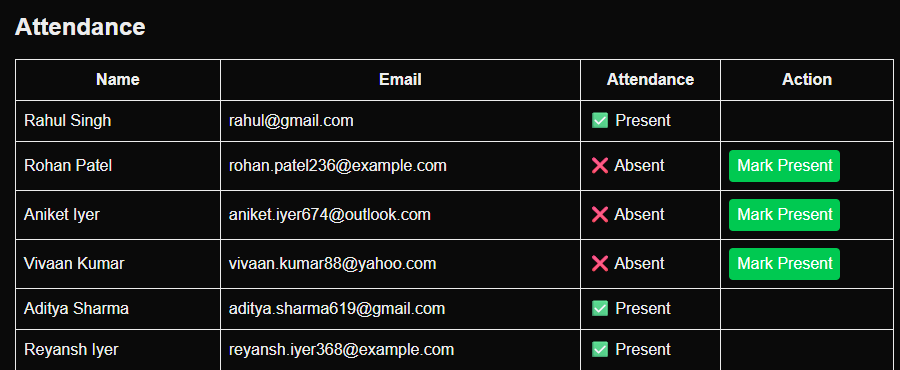 Attendance
Name Email Attendance Action
Rahul Singh rahul@gmail.com ✅ Present
Rohan Patel rohan.patel236@example.com ❌ Absent Mark Present
Aniket Iyer aniket.iyer674@outlook.com ❌ Absent Mark Present
Vivaan Kumar vivaan.kumar88@yahoo.com ❌ Absent Mark Present
Aditya Sharma aditya.sharma619@gmail.com ✅ Present
Reyansh Iyer reyansh.iyer368@example.com ✅ Present